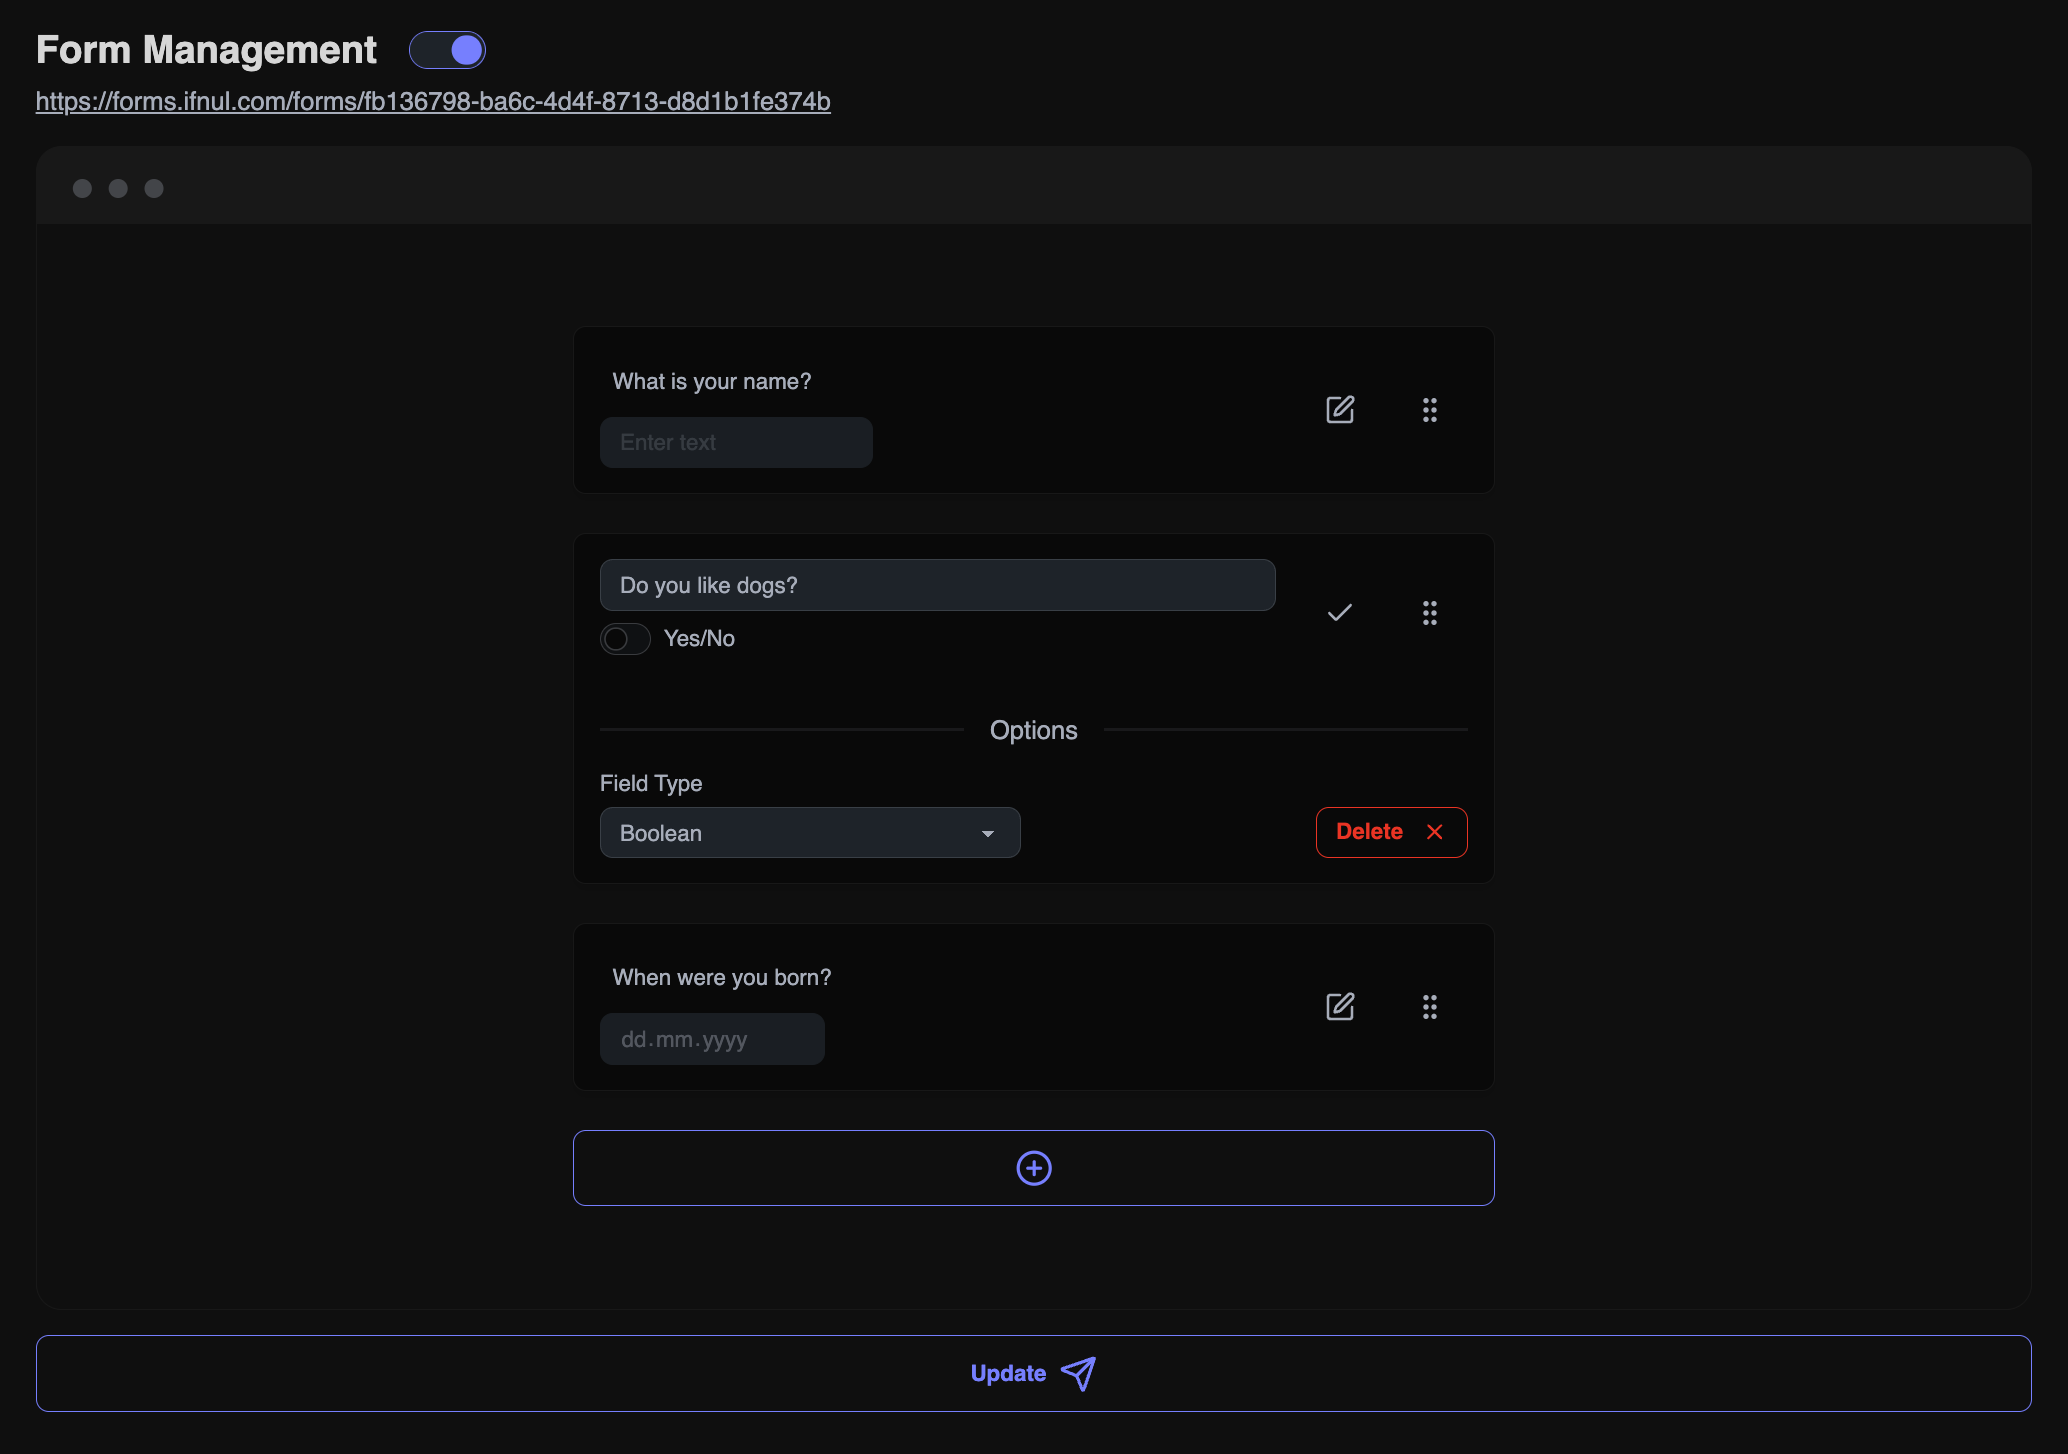 Form Management
https://forms.ifnul.com/forms/fb136798-ba6c-4d4f-8713-d8d1b1fe374b
What is your name?
Enter text
Do you like dogs?
Yes/No
Options
Field Type
Boolean
Delete
When were you born?
dd.mm.yyyy
Update